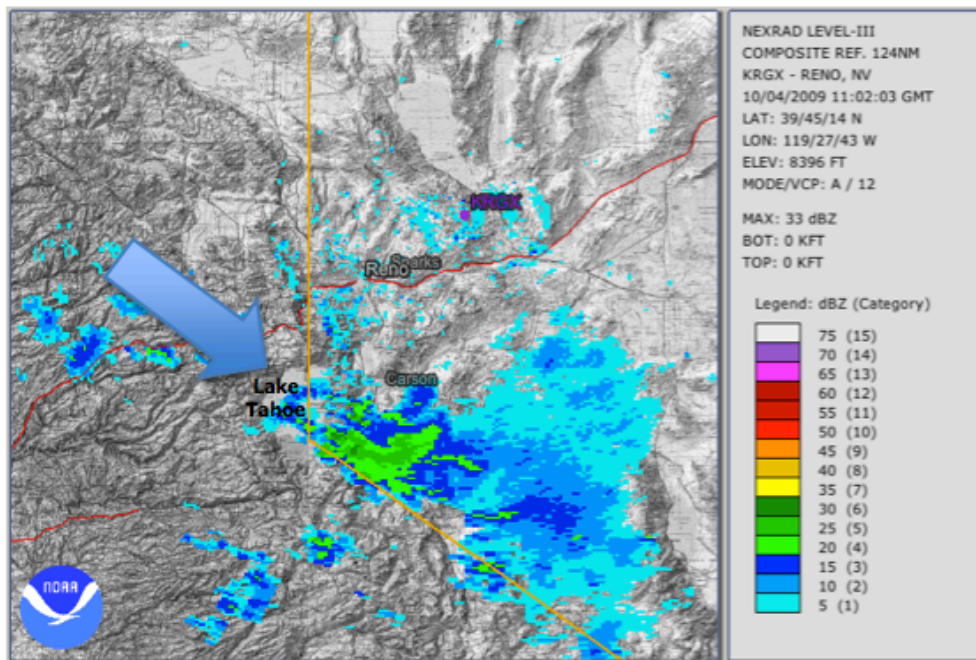 KRGX
Sparks
Reno
Carson
Lake
Tahoe
NOAA
NEXRAD LEVEL-III
COMPOSITE REF. 124NM
KRGX - RENO, NV
10/04/2009 11:02:03 GMT
LAT: 39/45/14 N
LON: 119/27/43 W
ELEV: 8396 FT
MODE/VCP: A / 12
MAX: 33 dBZ
BOT: 0 KFT
TOP: 0 KFT
Legend: dBZ (Category)
75 (15)
70 (14)
65 (13)
60 (12)
55 (11)
50 (10)
45 (9)
40 (8)
35 (7)
30 (6)
25 (5)
20 (4)
15 (3)
10 (2)
5 (1)